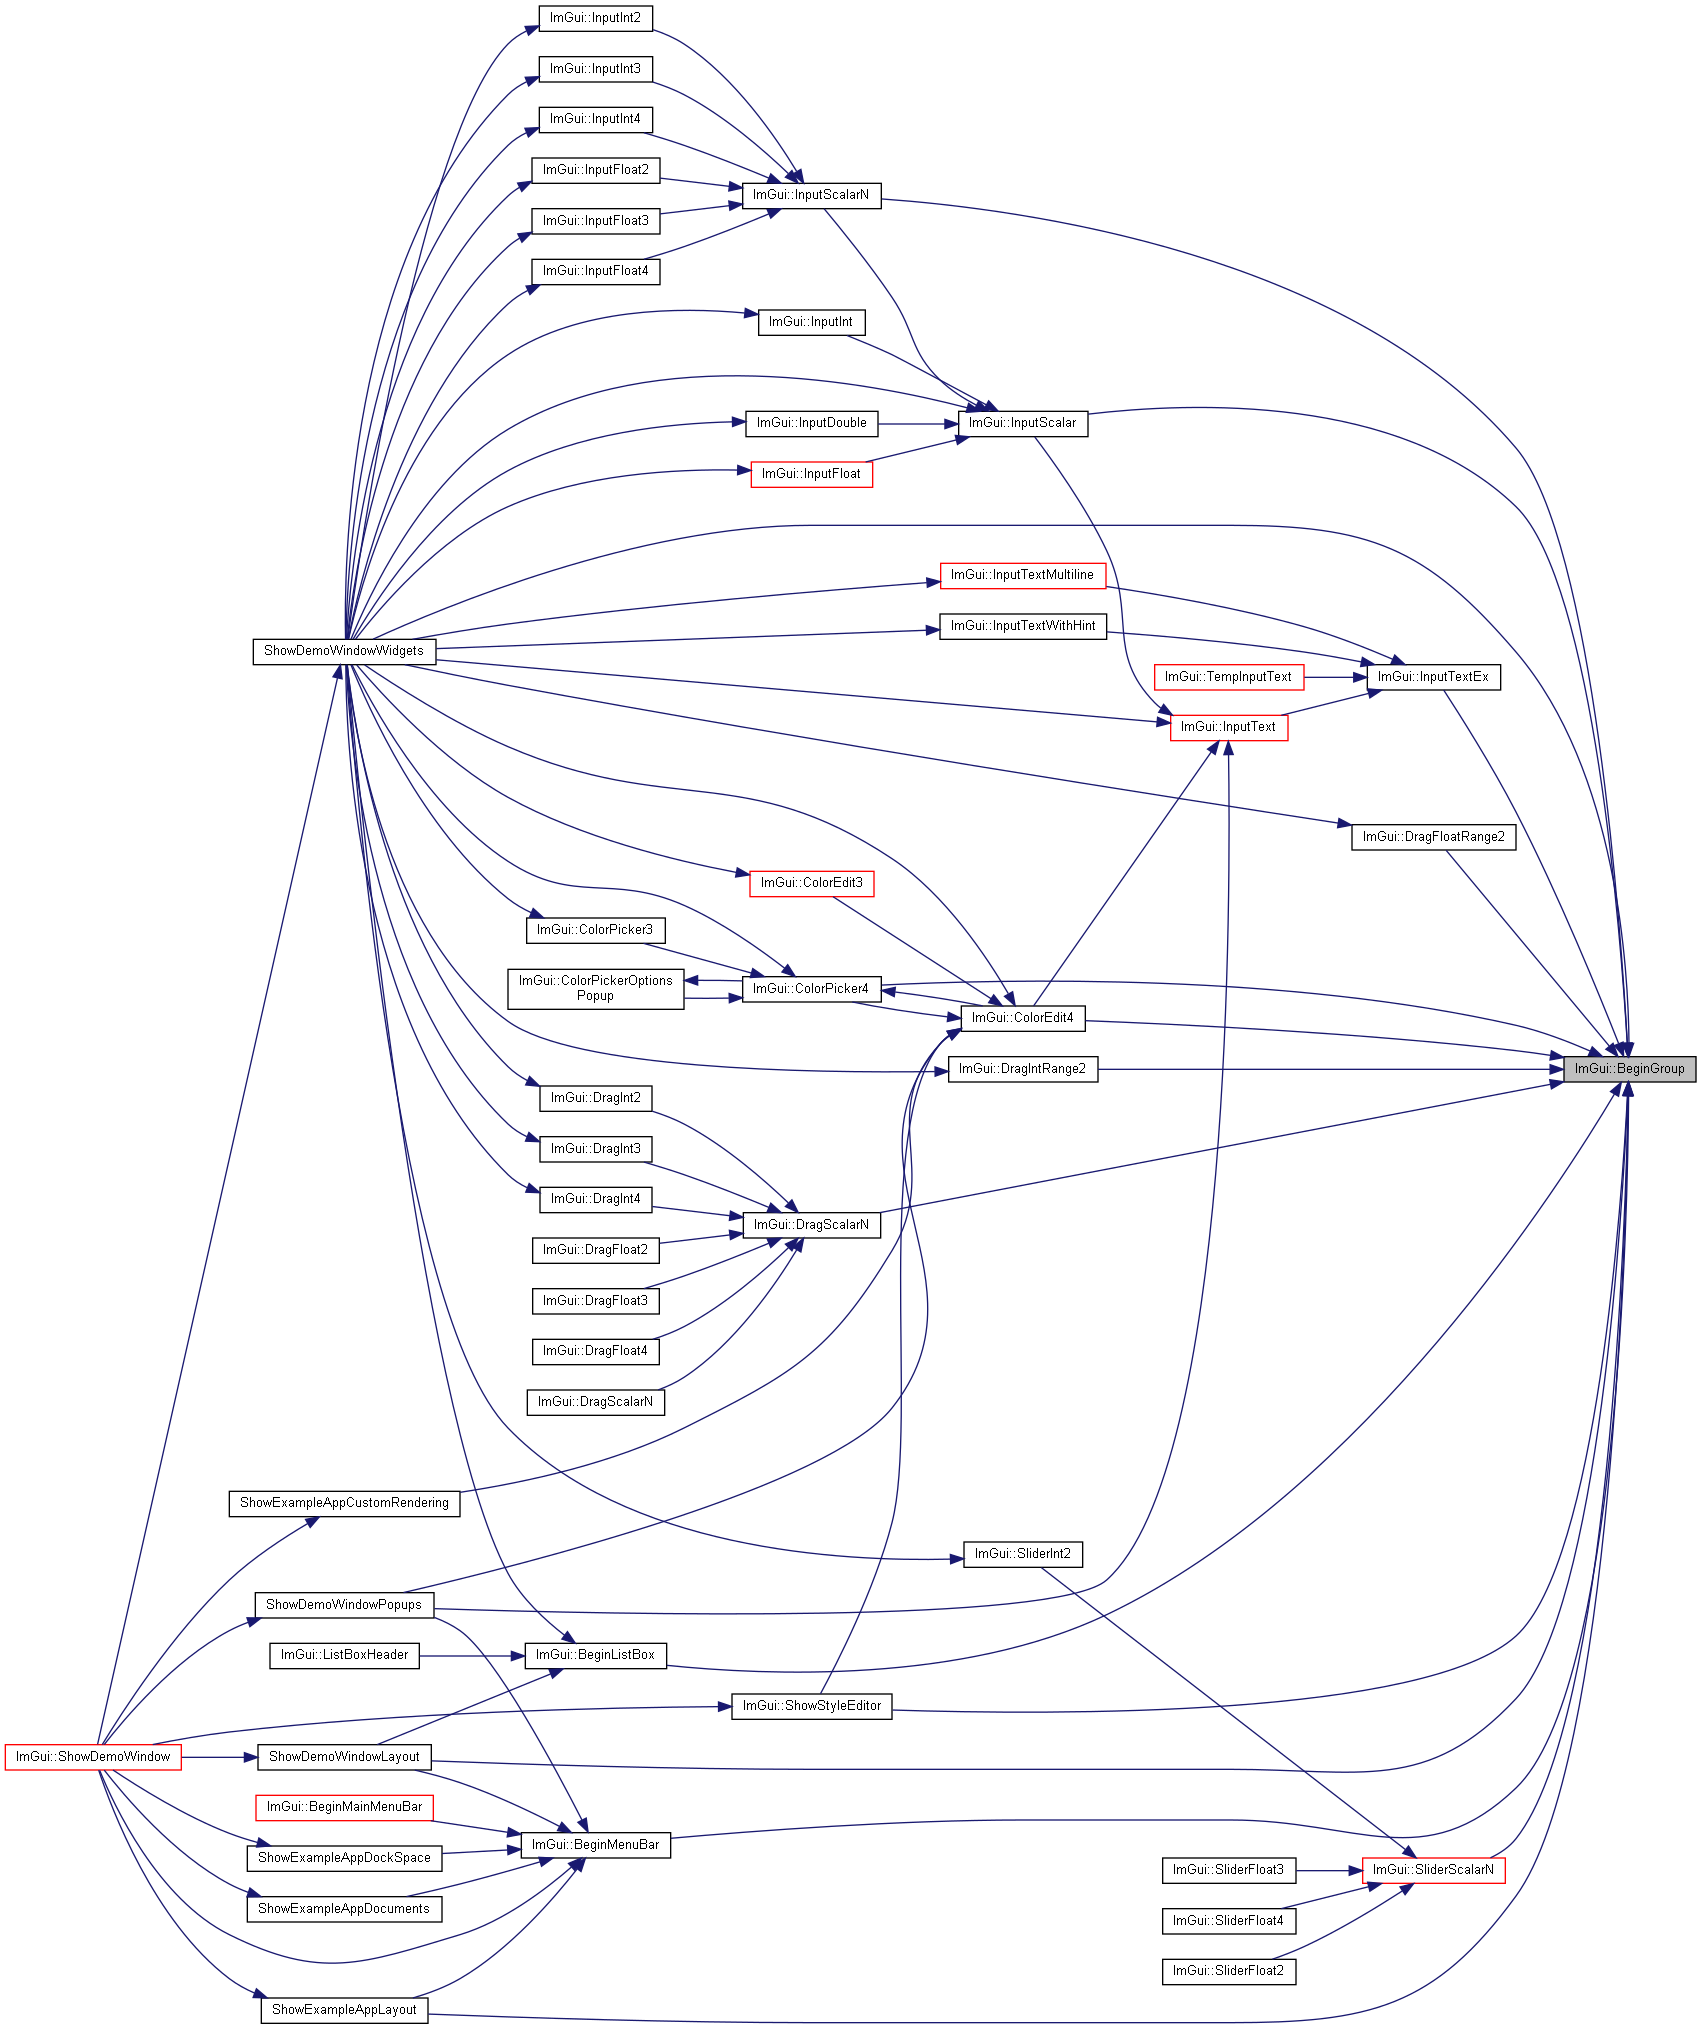 ImGui::InputInt2
ImGui::InputInt3
ImGui::InputInt4
ImGui::InputFloat2
ImGui::InputScalarN
ImGui::InputFloat3
ImGui::InputFloat4
ImGui::InputInt
ImGui::InputDouble
ImGui::InputScalar
ImGui::InputFloat
ImGui::InputTextMultiline
ImGui::InputTextWithHint
ShowDemoWindowWidgets
ImGui::TempInputText
ImGui::InputTextEx
ImGui::InputText
ImGui::DragFloatRange2
ImGui::ColorEdit3
ImGui::ColorPicker3
ImGui::ColorPickerOptions
Popup
ImGui::ColorPicker4
ImGui::ColorEdit4
ImGui::DragIntRange2
ImGui::BeginGroup
ImGui::DragInt2
ImGui::DragInt3
ImGui::DragInt4
ImGui::DragScalarN
ImGui::DragFloat2
ImGui::DragFloat3
ImGui::DragFloat4
ImGui::DragScalarN
ShowExampleAppCustomRendering
ImGui::SliderInt2
ShowDemoWindowPopups
ImGui::ListBoxHeader
ImGui::BeginListBox
ImGui::ShowStyleEditor
ImGui::ShowDemoWindow
ShowDemoWindowLayout
ImGui::BeginMainMenuBar
ImGui::BeginMenuBar
ShowExampleAppDockSpace
ImGui::SliderFloat3
ImGui::SliderScalarN
ShowExampleAppDocuments
ImGui::SliderFloat4
ImGui::SliderFloat2
ShowExampleAppLayout